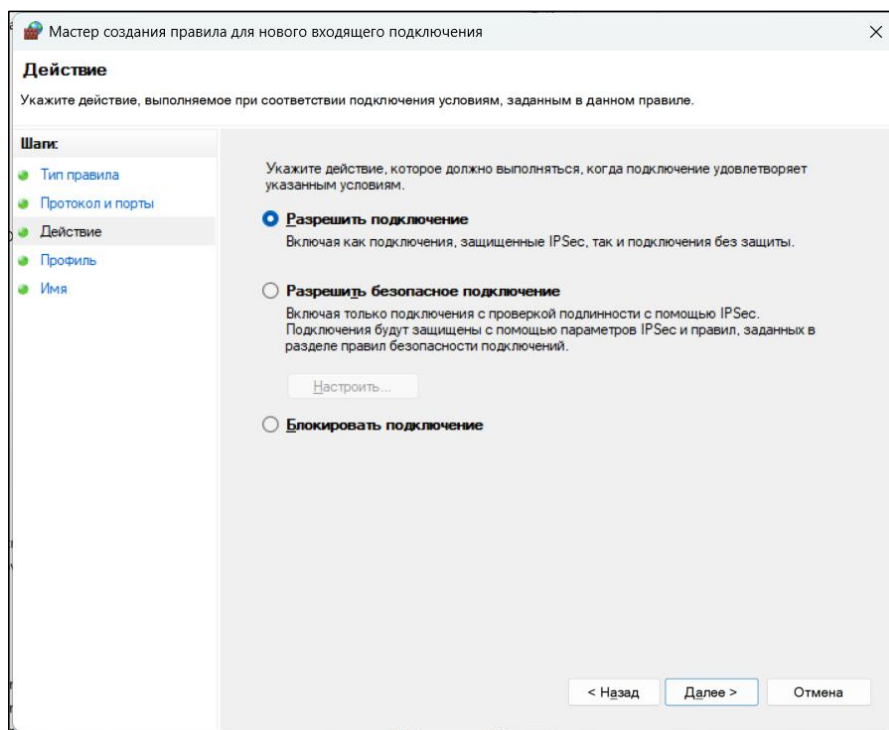 Мастер создания правила для нового входящего подключения
Действие
Укажите действие, выполняемое при соответствии подключения условиям, заданным в данном правиле.
Шаги:
Тип правила
Протокол и порты
Действие
Профиль
Имя
Укажите действие, которое должно выполняться, когда подключение удовлетворяет
указанным условиям.
Разрешить подключение
Включая как подключения, защищенные IPSec, так и подключения без защиты.
Разрешить безопасное подключение
Включая только подключения с проверкой подлинности с помощью IPSec.
Подключения будут защищены с помощью параметров IPSec и правил, заданных в
разделе правил безопасности подключений.
Настроить...
Блокировать подключение
< Назад
Далее >
Отмена